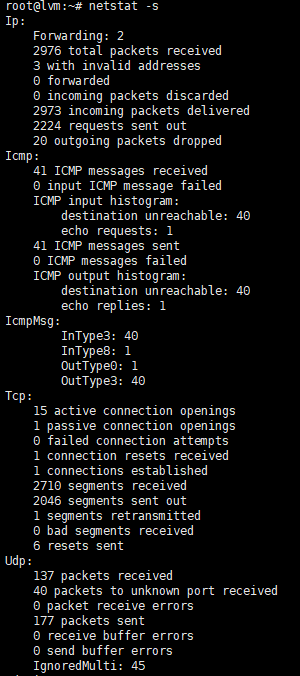 root@lvm:~# netstat -s
Ip:
    Forwarding: 2
    2976 total packets received
    3 with invalid addresses
    0 forwarded
    0 incoming packets discarded
    2973 incoming packets delivered
    2224 requests sent out
    20 outgoing packets dropped
Icmp:
    41 ICMP messages received
    0 input ICMP message failed
    ICMP input histogram:
        destination unreachable: 40
        echo requests: 1
    41 ICMP messages sent
    0 ICMP messages failed
    ICMP output histogram:
        destination unreachable: 40
        echo replies: 1
IcmpMsg:
        InType3: 40
        InType8: 1
        OutType0: 1
        OutType3: 40
Tcp:
    15 active connection openings
    1 passive connection openings
    0 failed connection attempts
    1 connection resets received
    1 connections established
    2710 segments received
    2046 segments sent out
    1 segments retransmitted
    0 bad segments received
    6 resets sent
Udp:
    137 packets received
    40 packets to unknown port received
    0 packet receive errors
    177 packets sent
    0 receive buffer errors
    0 send buffer errors
    IgnoredMulti: 45